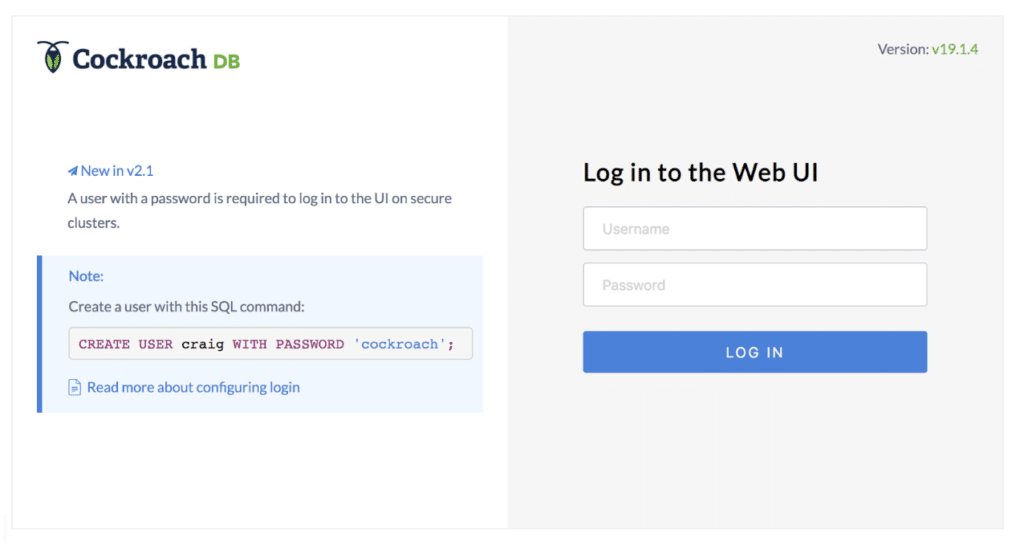 Cockroach DB
New in v2.1
A user with a password is required to log in to the UI on secure
clusters.
Note:
Create a user with this SQL command:
CREATE USER craig WITH PASSWORD 'cockroach';
Read more about configuring login
Version: v19.1.4
Log in to the Web UI
Username
Password
LOG IN